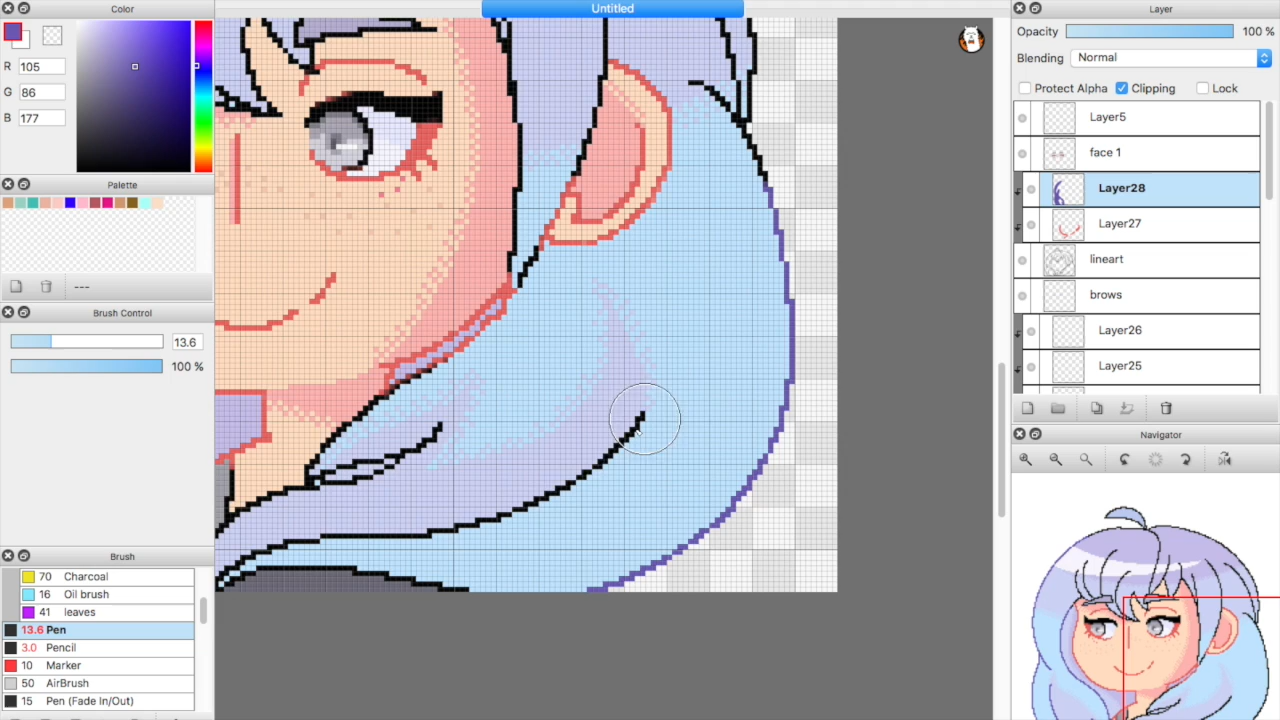 Color
R 105
G 86
B 177
Palette
---
Brush Control
13.6
100 %
Brush
70 Charcoal
16 Oil brush
41 leaves
13.6 Pen
3.0 Pencil
10 Marker
50 AirBrush
15 Pen (Fade In/Out)
Untitled
Layer
Opacity 100 %
Blending Normal
Protect Alpha Clipping Lock
Layer5
face 1
Layer28
Layer27
lineart
brows
Layer26
Layer25
Navigator